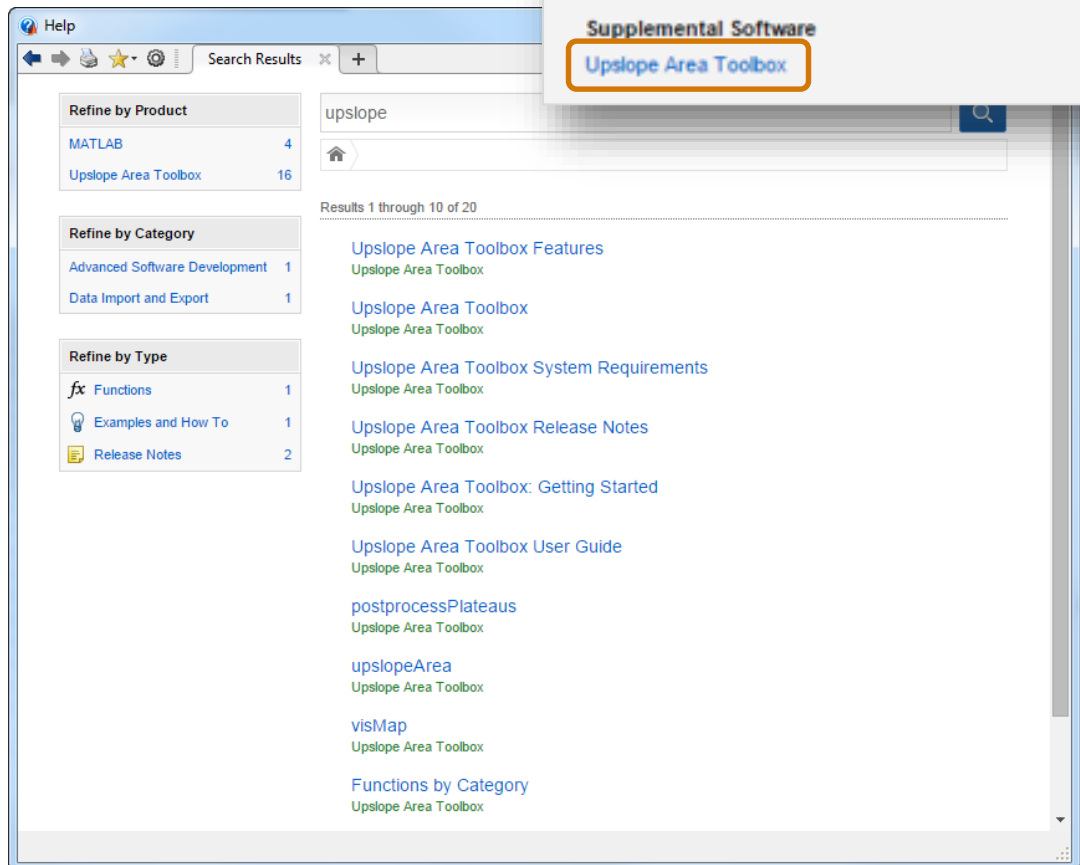 Help
Supplemental Software
Upslope Area Toolbox
Search Results
Refine by Product
MATLAB 4
Upslope Area Toolbox 16
Refine by Category
Advanced Software Development 1
Data Import and Export 1
Refine by Type
fx Functions 1
Examples and How To 1
Release Notes 2
upslope
Results 1 through 10 of 20
Upslope Area Toolbox Features
Upslope Area Toolbox
Upslope Area Toolbox
Upslope Area Toolbox
Upslope Area Toolbox System Requirements
Upslope Area Toolbox
Upslope Area Toolbox Release Notes
Upslope Area Toolbox
Upslope Area Toolbox: Getting Started
Upslope Area Toolbox
Upslope Area Toolbox User Guide
Upslope Area Toolbox
postprocessPlateaus
Upslope Area Toolbox
upslopeArea
Upslope Area Toolbox
visMap
Upslope Area Toolbox
Functions by Category
Upslope Area Toolbox